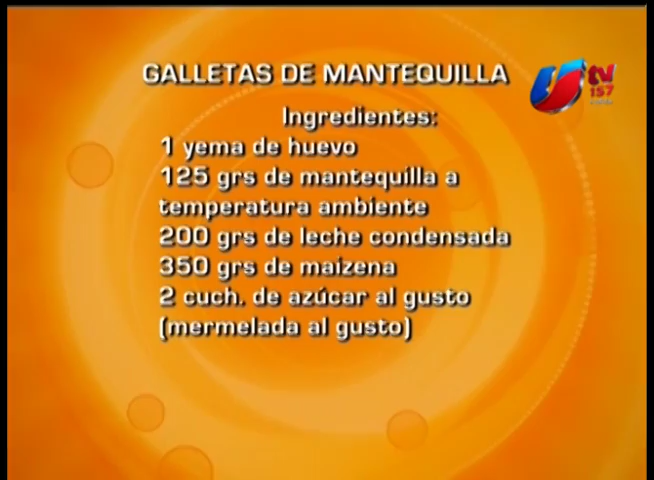 GALLETAS DE MANTEQUILLA
tv
157
Ingredientes:
1 yema de huevo
125 grs de mantequilla a
temperatura ambiente
200 grs de leche condensada
350 grs de maizena
2 cuch. de azúcar al gusto
(mermelada al gusto)